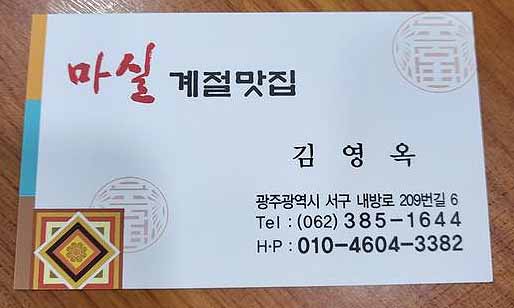 마실 계절맛집
김 영 옥
광주광역시 서구 내방로 209번길 6
Tel : (062) 385-1644
H·P : 010-4604-3382